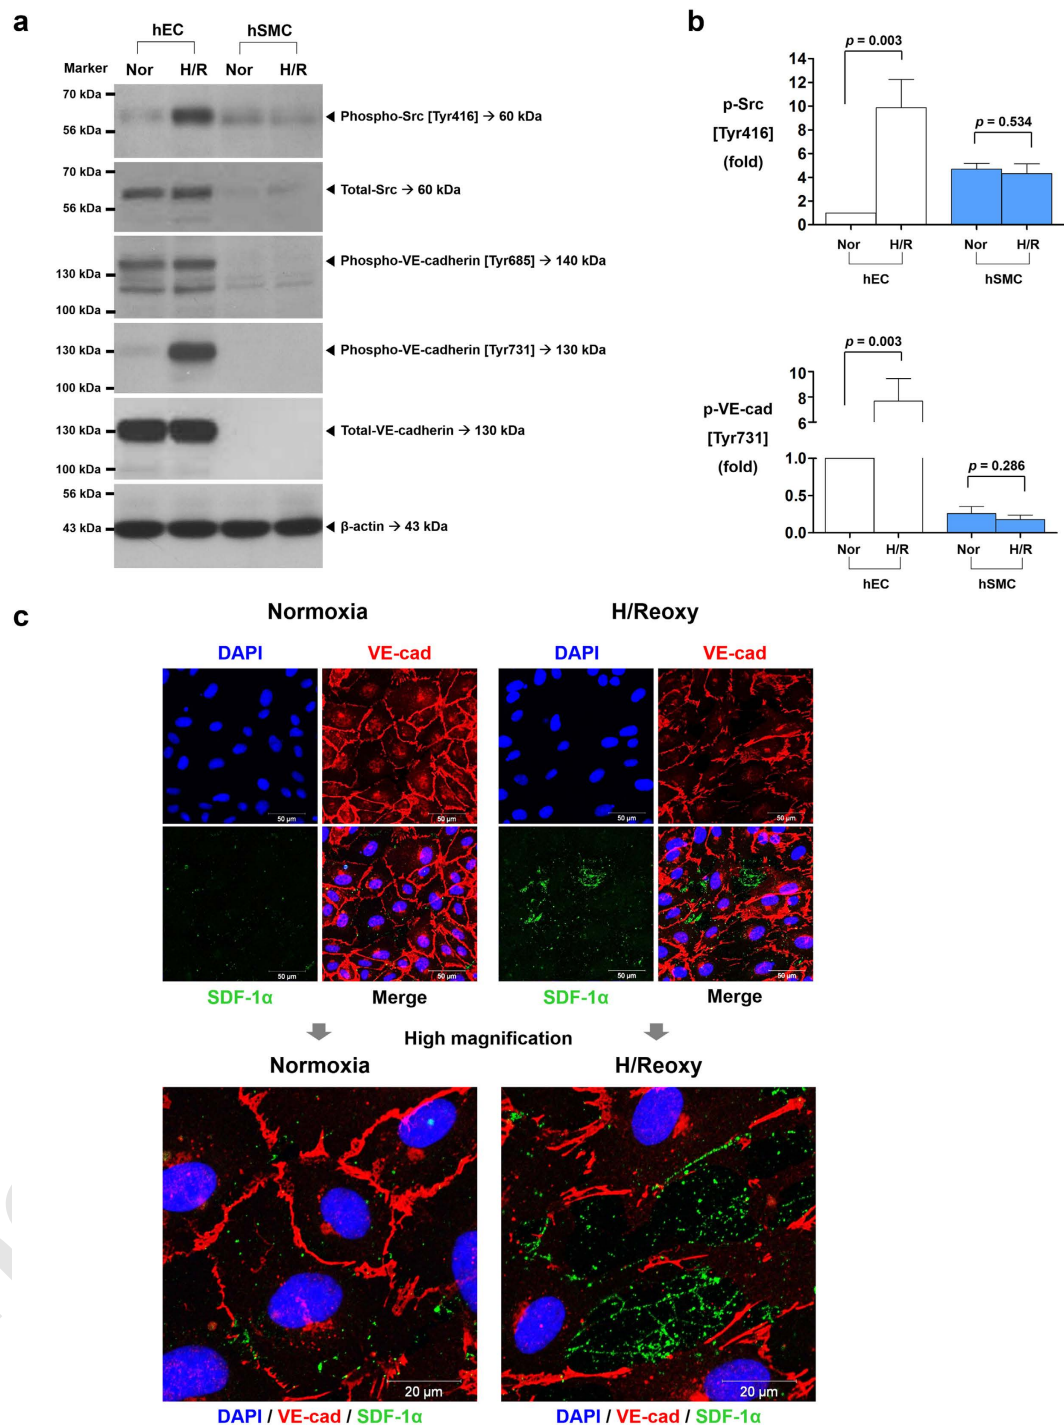 a
hEC hSMC
Marker Nor H/R Nor H/R
70 kDa
56 kDa
Phospho-Src [Tyr416] → 60 kDa
70 kDa
56 kDa
Total-Src → 60 kDa
130 kDa
100 kDa
Phospho-VE-cadherin [Tyr685] → 140 kDa
130 kDa
100 kDa
Phospho-VE-cadherin [Tyr731] → 130 kDa
130 kDa
100 kDa
Total-VE-cadherin → 130 kDa
56 kDa
43 kDa
β-actin → 43 kDa
b
p-Src
[Tyr416]
(fold)
14
12
10
8
6
4
2
0
p = 0.003
p = 0.534
Nor H/R Nor H/R
hEC hSMC
p-VE-cad
[Tyr731]
(fold)
10
8
6
1.0
0.5
0.0
p = 0.003
p = 0.286
Nor H/R Nor H/R
hEC hSMC
c
Normoxia H/Reoxy
DAPI VE-cad DAPI VE-cad
50 µm 50 µm 50 µm 50 µm
50 µm 50 µm 50 µm 50 µm
SDF-1α Merge SDF-1α Merge
High magnification
Normoxia H/Reoxy
20 µm 20 µm
DAPI / VE-cad / SDF-1α DAPI / VE-cad / SDF-1α